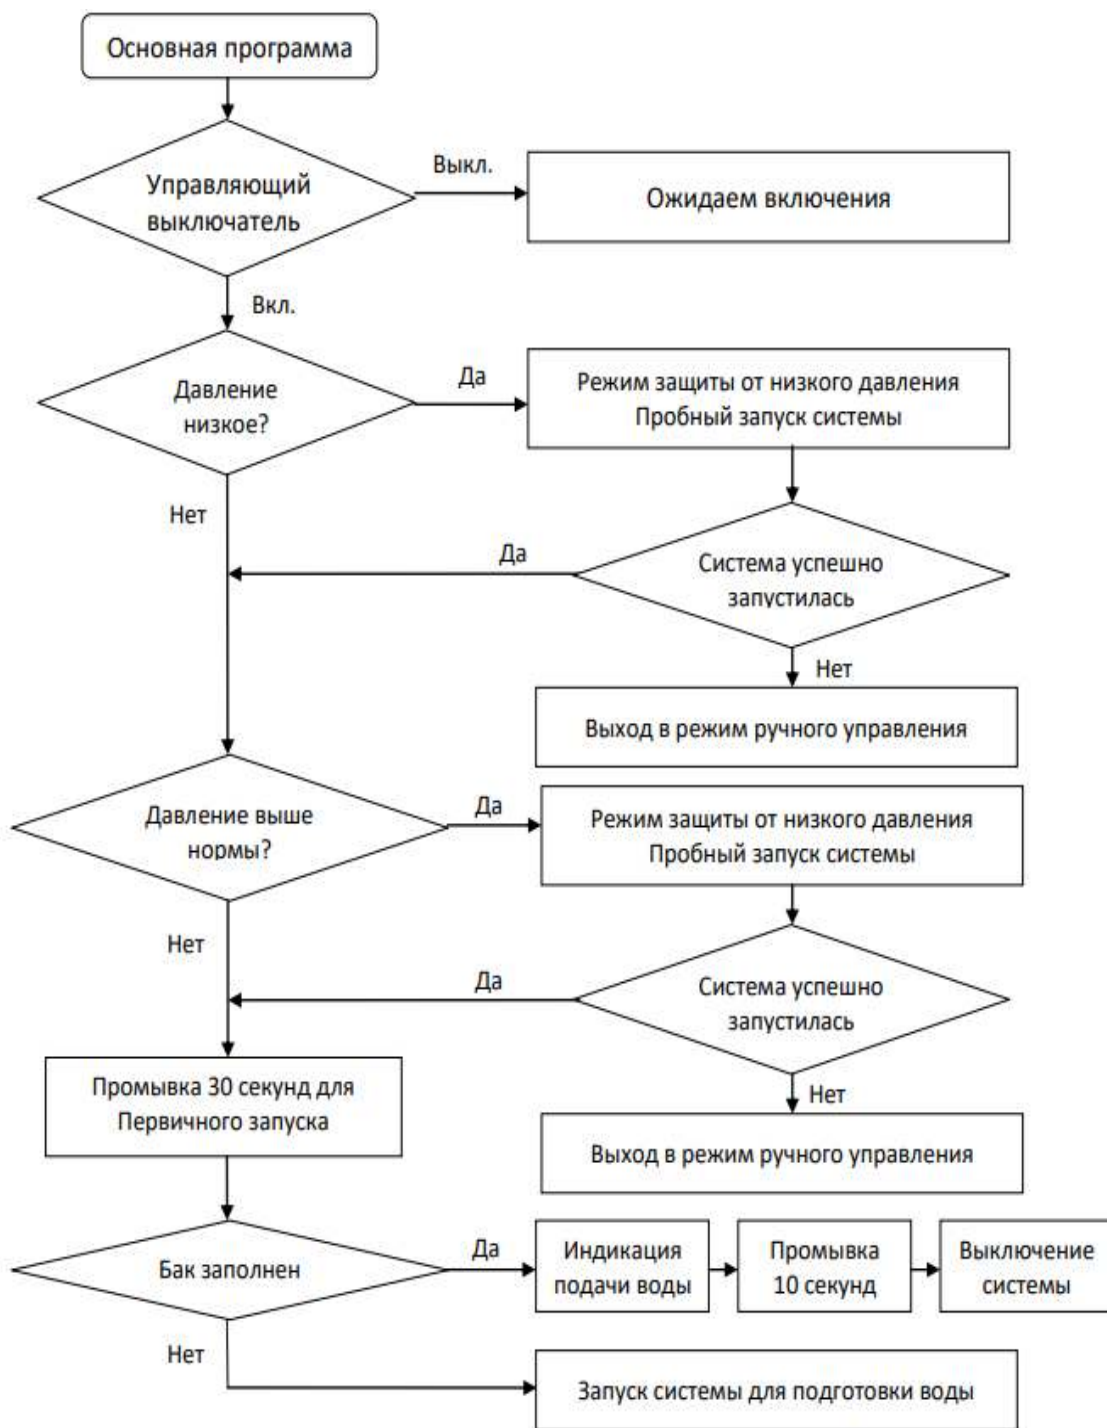 Основная программа
Управляющий
выключатель
Выкл.
Ожидаем включения
Вкл.
Давление
низкое?
Да
Режим защиты от низкого давления
Пробный запуск системы
Нет
Да
Система успешно
запустилась
Нет
Выход в режим ручного управления
Давление выше
нормы?
Да
Режим защиты от низкого давления
Пробный запуск системы
Нет
Да
Система успешно
запустилась
Нет
Выход в режим ручного управления
Промывка 30 секунд для
Первичного запуска
Бак заполнен
Да
Индикация
подачи воды
Промывка
10 секунд
Выключение
системы
Нет
Запуск системы для подготовки воды